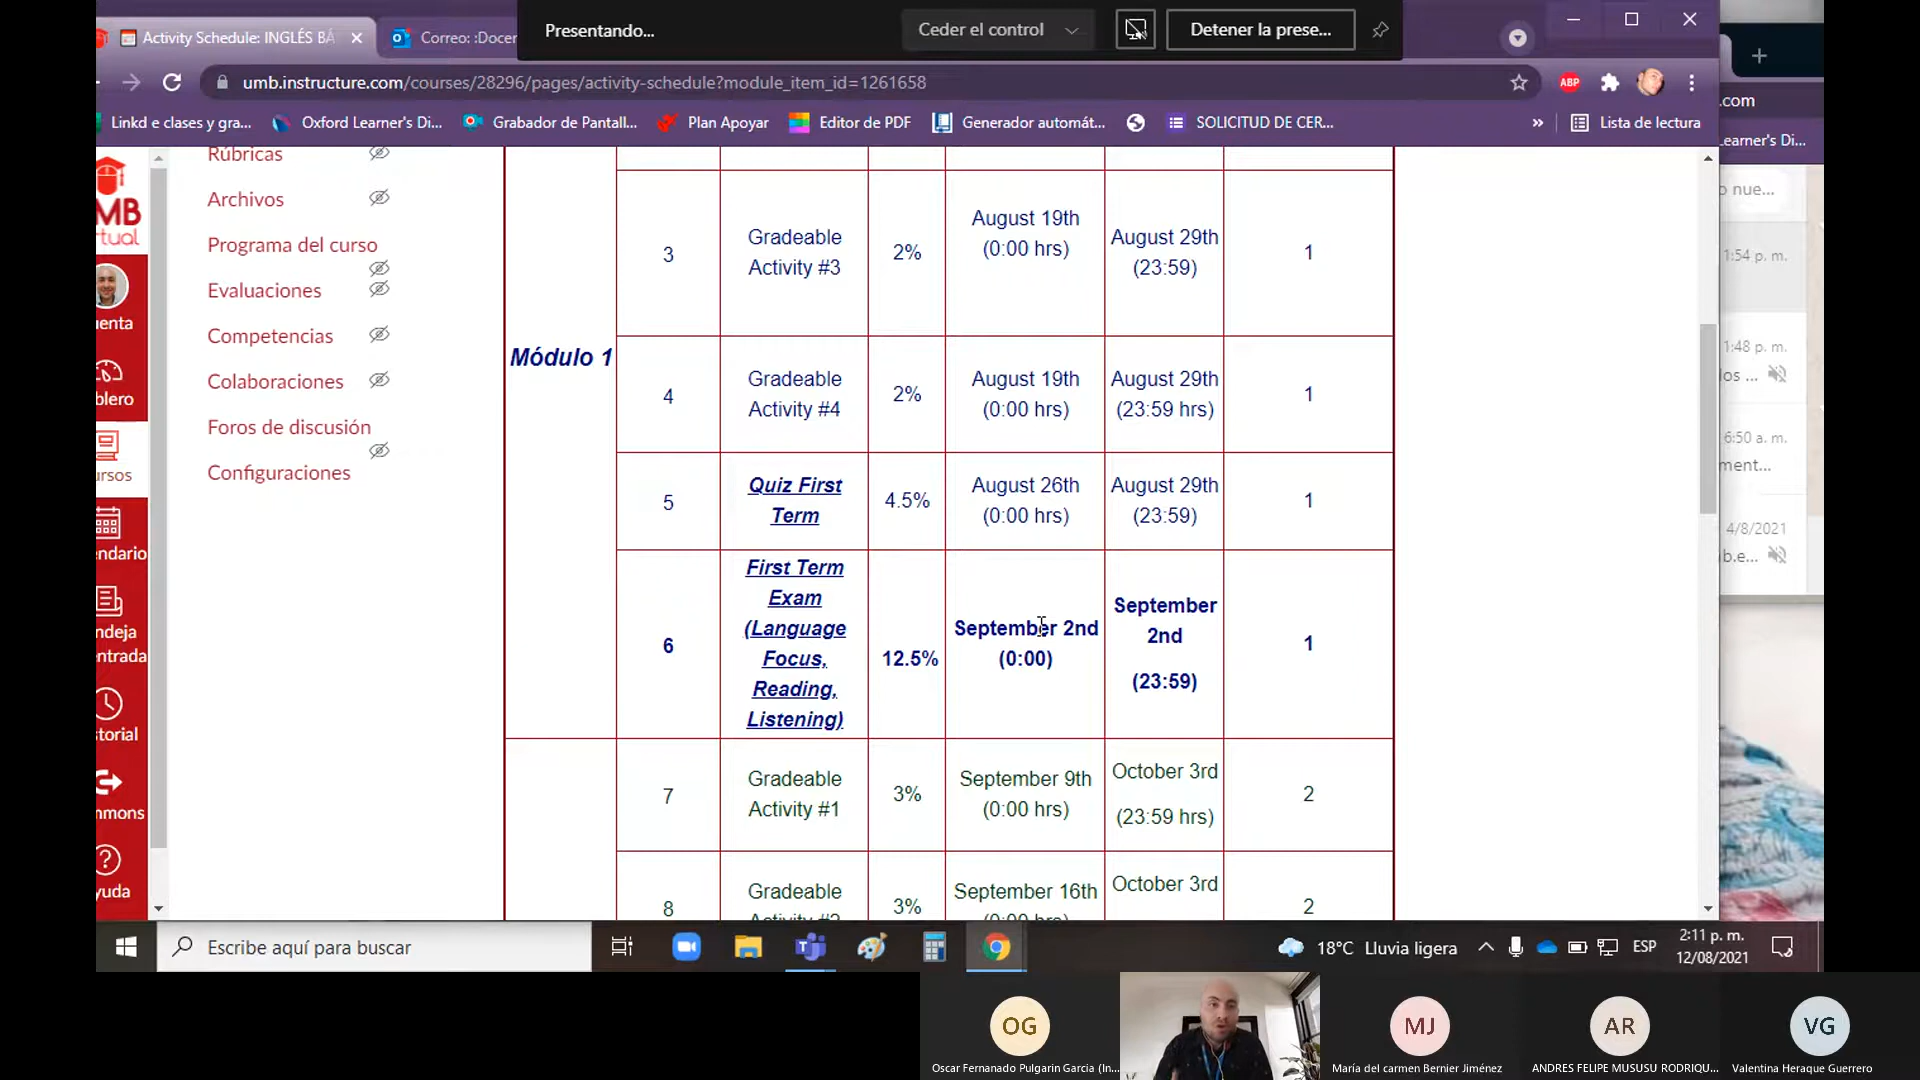 Activity Schedule: INGLÉS BÁ
Correo: :Docer
Presentando...
Ceder el control
Detener la prese...
umb.instructure.com/courses/28296/pages/activity-schedule?module_item_id=1261658
ABP
.com
Linkd e clases y gra...
Oxford Learner's Di...
Grabador de Pantall...
Plan Apoyar
Editor de PDF
Generador automát...
SOLICITUD DE CER...
»
Lista de lectura
earner's Di...
Rúbricas
Archivos
Programa del curso
Evaluaciones
Competencias
Colaboraciones
Foros de discusión
Configuraciones
MB
rtual
uenta
blero
ursos
ndario
ndeja
entrada
torial
mmons
yuda
Módulo 1
3
Gradeable
Activity #3
2%
August 19th
(0:00 hrs)
August 29th
(23:59)
1
4
Gradeable
Activity #4
2%
August 19th
(0:00 hrs)
August 29th
(23:59 hrs)
1
5
Quiz First
Term
4.5%
August 26th
(0:00 hrs)
August 29th
(23:59)
1
6
First Term
Exam
(Language
Focus,
Reading,
Listening)
12.5%
September 2nd
(0:00)
September
2nd
(23:59)
1
7
Gradeable
Activity #1
3%
September 9th
(0:00 hrs)
October 3rd
(23:59 hrs)
2
8
Gradeable
Activity #2
3%
September 16th
(0:00 hrs)
October 3rd
2
o nue...
1:54 p. m.
1:48 p. m.
los ...
6:50 a. m.
ment...
4/8/2021
b.e...
Escribe aquí para buscar
18°C Lluvia ligera
ESP
2:11 p. m.
12/08/2021
OG
MJ
AR
VG
Oscar Fernanado Pulgarin Garcia (In...
María del carmen Bernier Jiménez
ANDRES FELIPE MUSUSU RODRIQU...
Valentina Heraque Guerrero